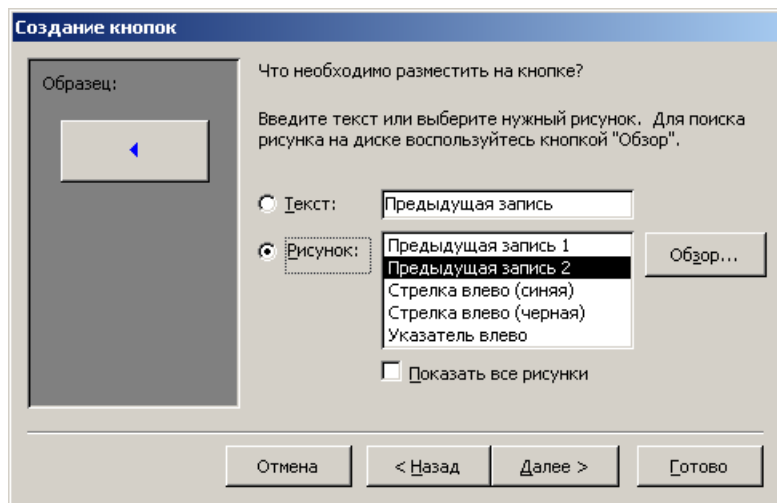 Создание кнопок
Образец:
Что необходимо разместить на кнопке?
Введите текст или выберите нужный рисунок. Для поиска
рисунка на диске воспользуйтесь кнопкой "Обзор".
Текст:
Предыдущая запись
Рисунок:
Предыдущая запись 1
Предыдущая запись 2
Стрелка влево (синяя)
Стрелка влево (черная)
Указатель влево
Обзор...
Показать все рисунки
Отмена
< Назад
Далее >
Готово